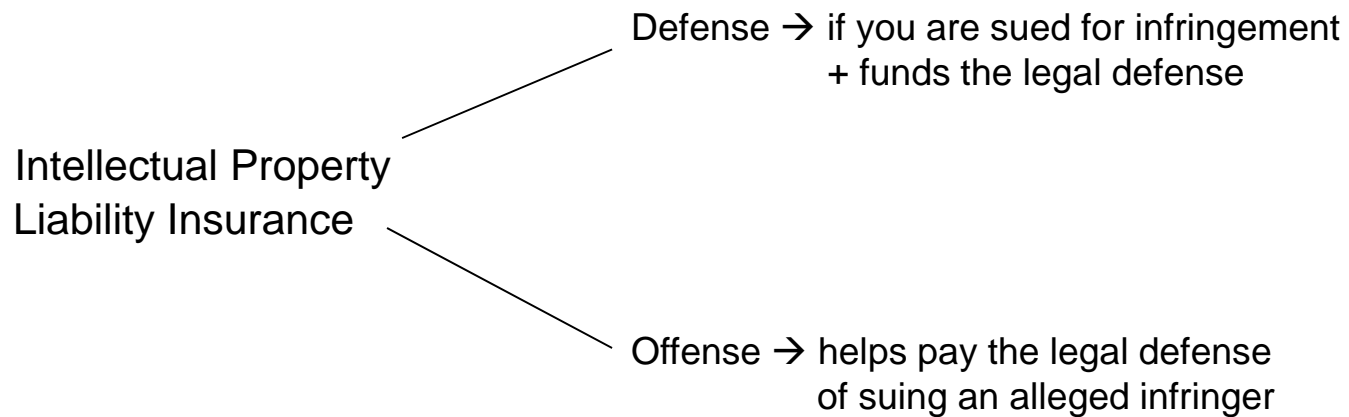 Defense → if you are sued for infringement
+ funds the legal defense
Intellectual Property
Liability Insurance
Offense → helps pay the legal defense
of suing an alleged infringer